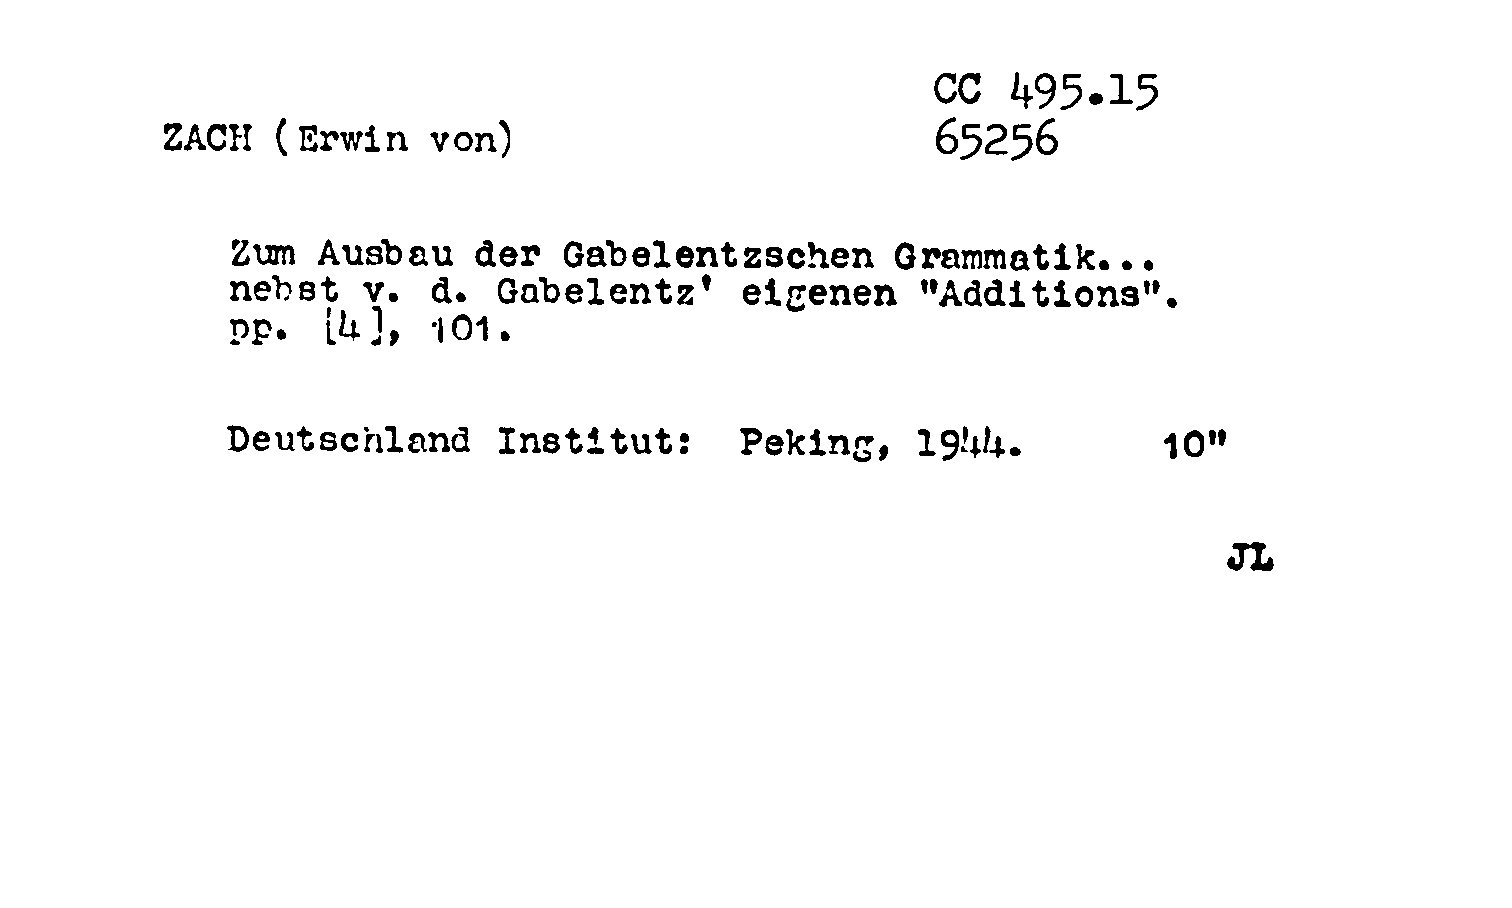 CC 495.15
ZACH (Erwin von)
65256
Zum Ausbau der Gabelentzschen Grammatik...
nebst v. d. Gabelentz' eigenen "Additions".
pp. [4], 101.
Deutschland Institut: Peking, 1944. 10"
JL